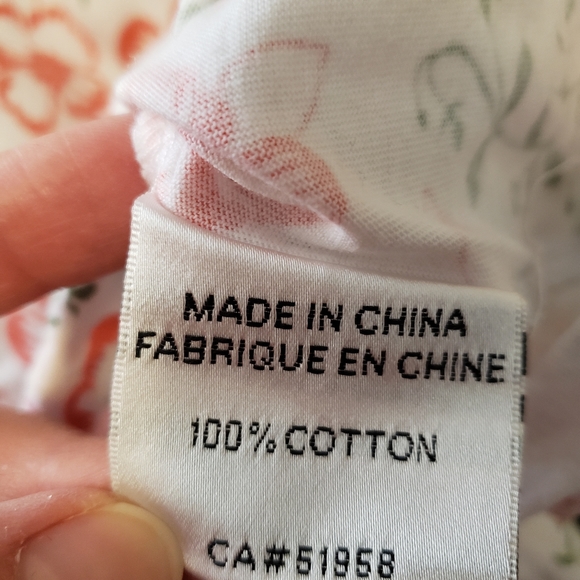 MADE IN CHINA
FABRIQUE EN CHINE
100% COTTON
CA#51958